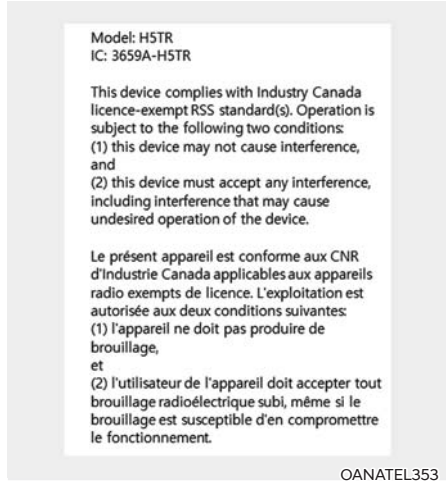 Model: H5TR
IC: 3659A-H5TR
This device complies with Industry Canada
licence-exempt RSS standard(s). Operation is
subject to the following two conditions:
(1) this device may not cause interference,
and
(2) this device must accept any interference,
including interference that may cause
undesired operation of the device.
Le présent appareil est conforme aux CNR
d'Industrie Canada applicables aux appareils
radio exempts de licence. L'exploitation est
autorisée aux deux conditions suivantes:
(1) l'appareil ne doit pas produire de
brouillage,
et
(2) l'utilisateur de l'appareil doit accepter tout
brouillage radioélectrique subi, même si le
brouillage est susceptible d'en compromettre
le fonctionnement.
OANATEL353